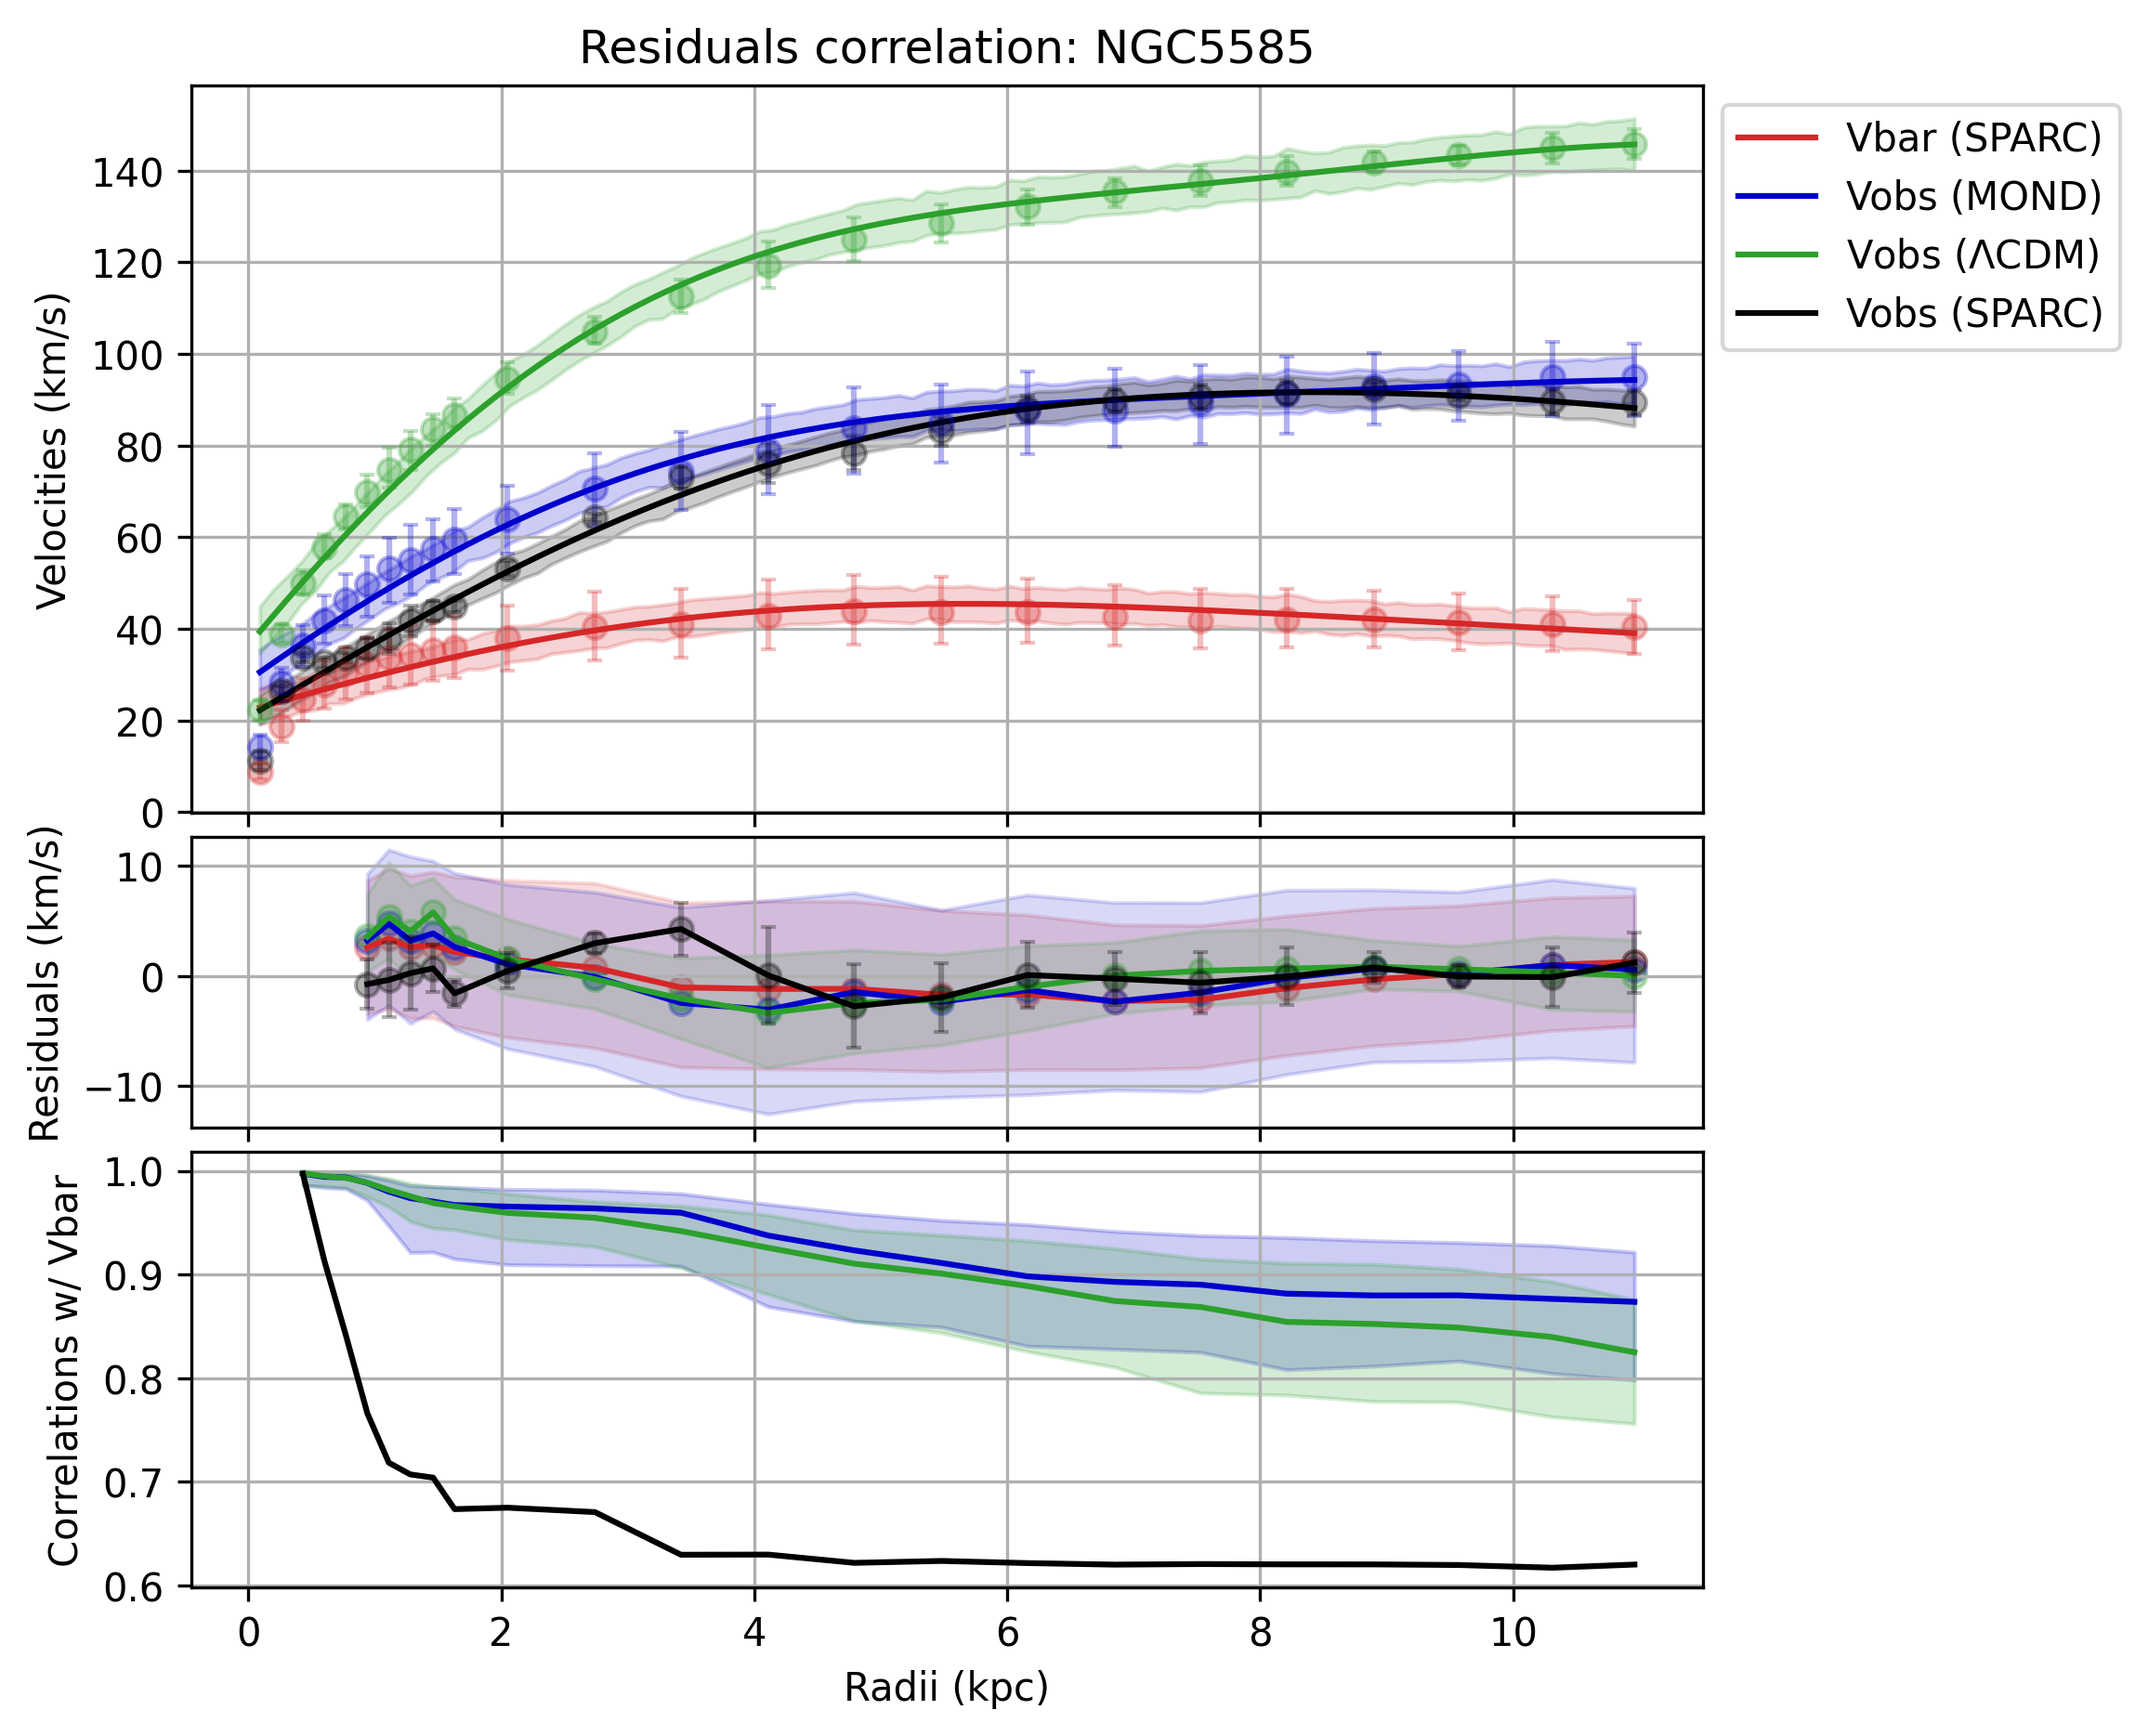 Residuals correlation: NGC5585
Velocities (km/s)
140
120
100
80
60
40
20
0
Vbar (SPARC)
Vobs (MOND)
Vobs (ΛCDM)
Vobs (SPARC)
Residuals (km/s)
10
0
−10
Correlations w/ Vbar
1.0
0.9
0.8
0.7
0.6
0 2 4 6 8 10
Radii (kpc)